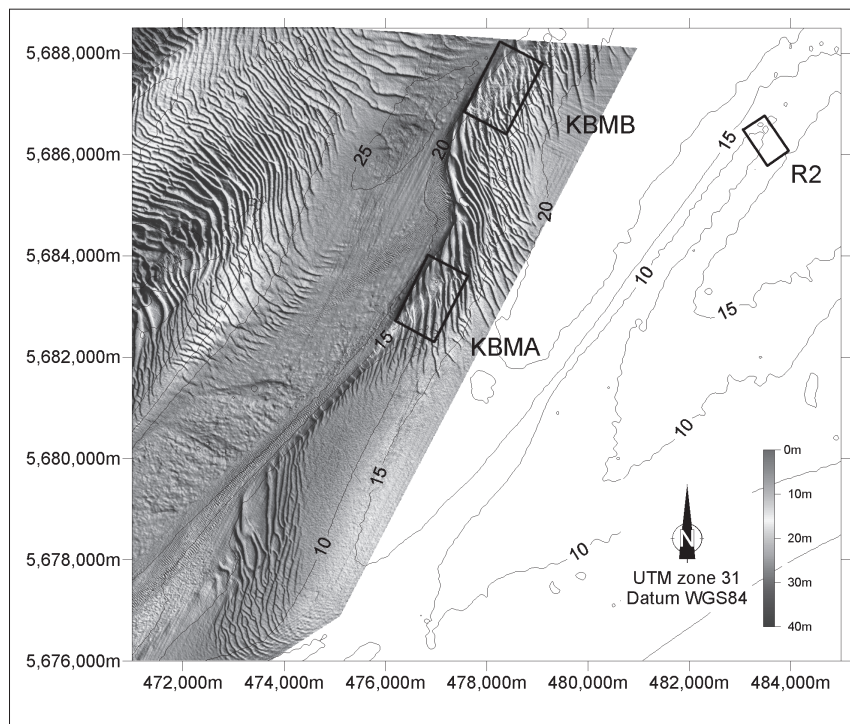 5,688,000m
5,686,000m
5,684,000m
5,682,000m
5,680,000m
5,678,000m
5,676,000m
472,000m
474,000m
476,000m
478,000m
480,000m
482,000m
484,000m
KBMB
R2
KBMA
25
20
20
15
15
10
15
15
10
10
10
0m
10m
20m
30m
40m
N
UTM zone 31
Datum WGS84